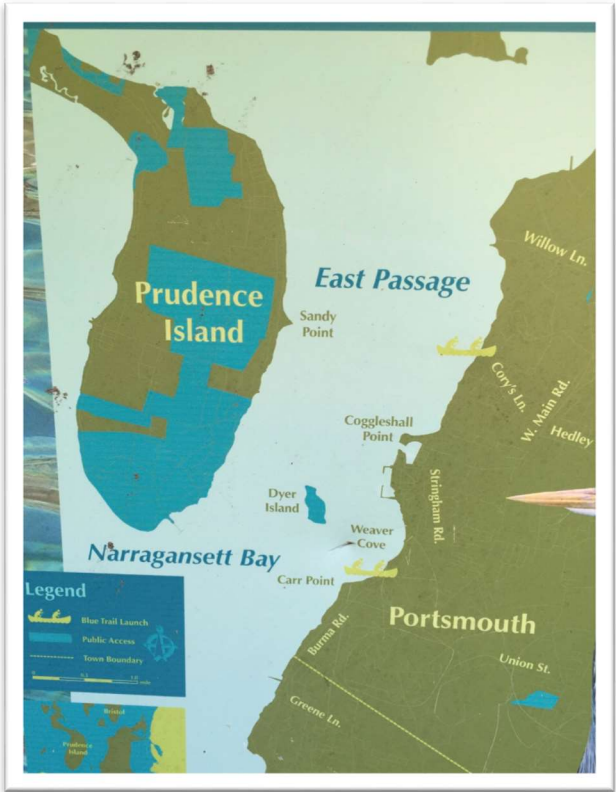 Willow Ln.
East Passage
Prudence
Island
Sandy
Point
Cory's Ln.
W. Main Rd.
Hedley
Coggleshall
Point
Stringham Rd.
Dyer
Island
Weaver
Cove
Narragansett Bay
Carr Point
Legend
Blue Trail Launch
Public Access
Town Boundary
Portsmouth
Burma Rd.
Union St.
Greene Ln.
Bristol
Prudence
Island